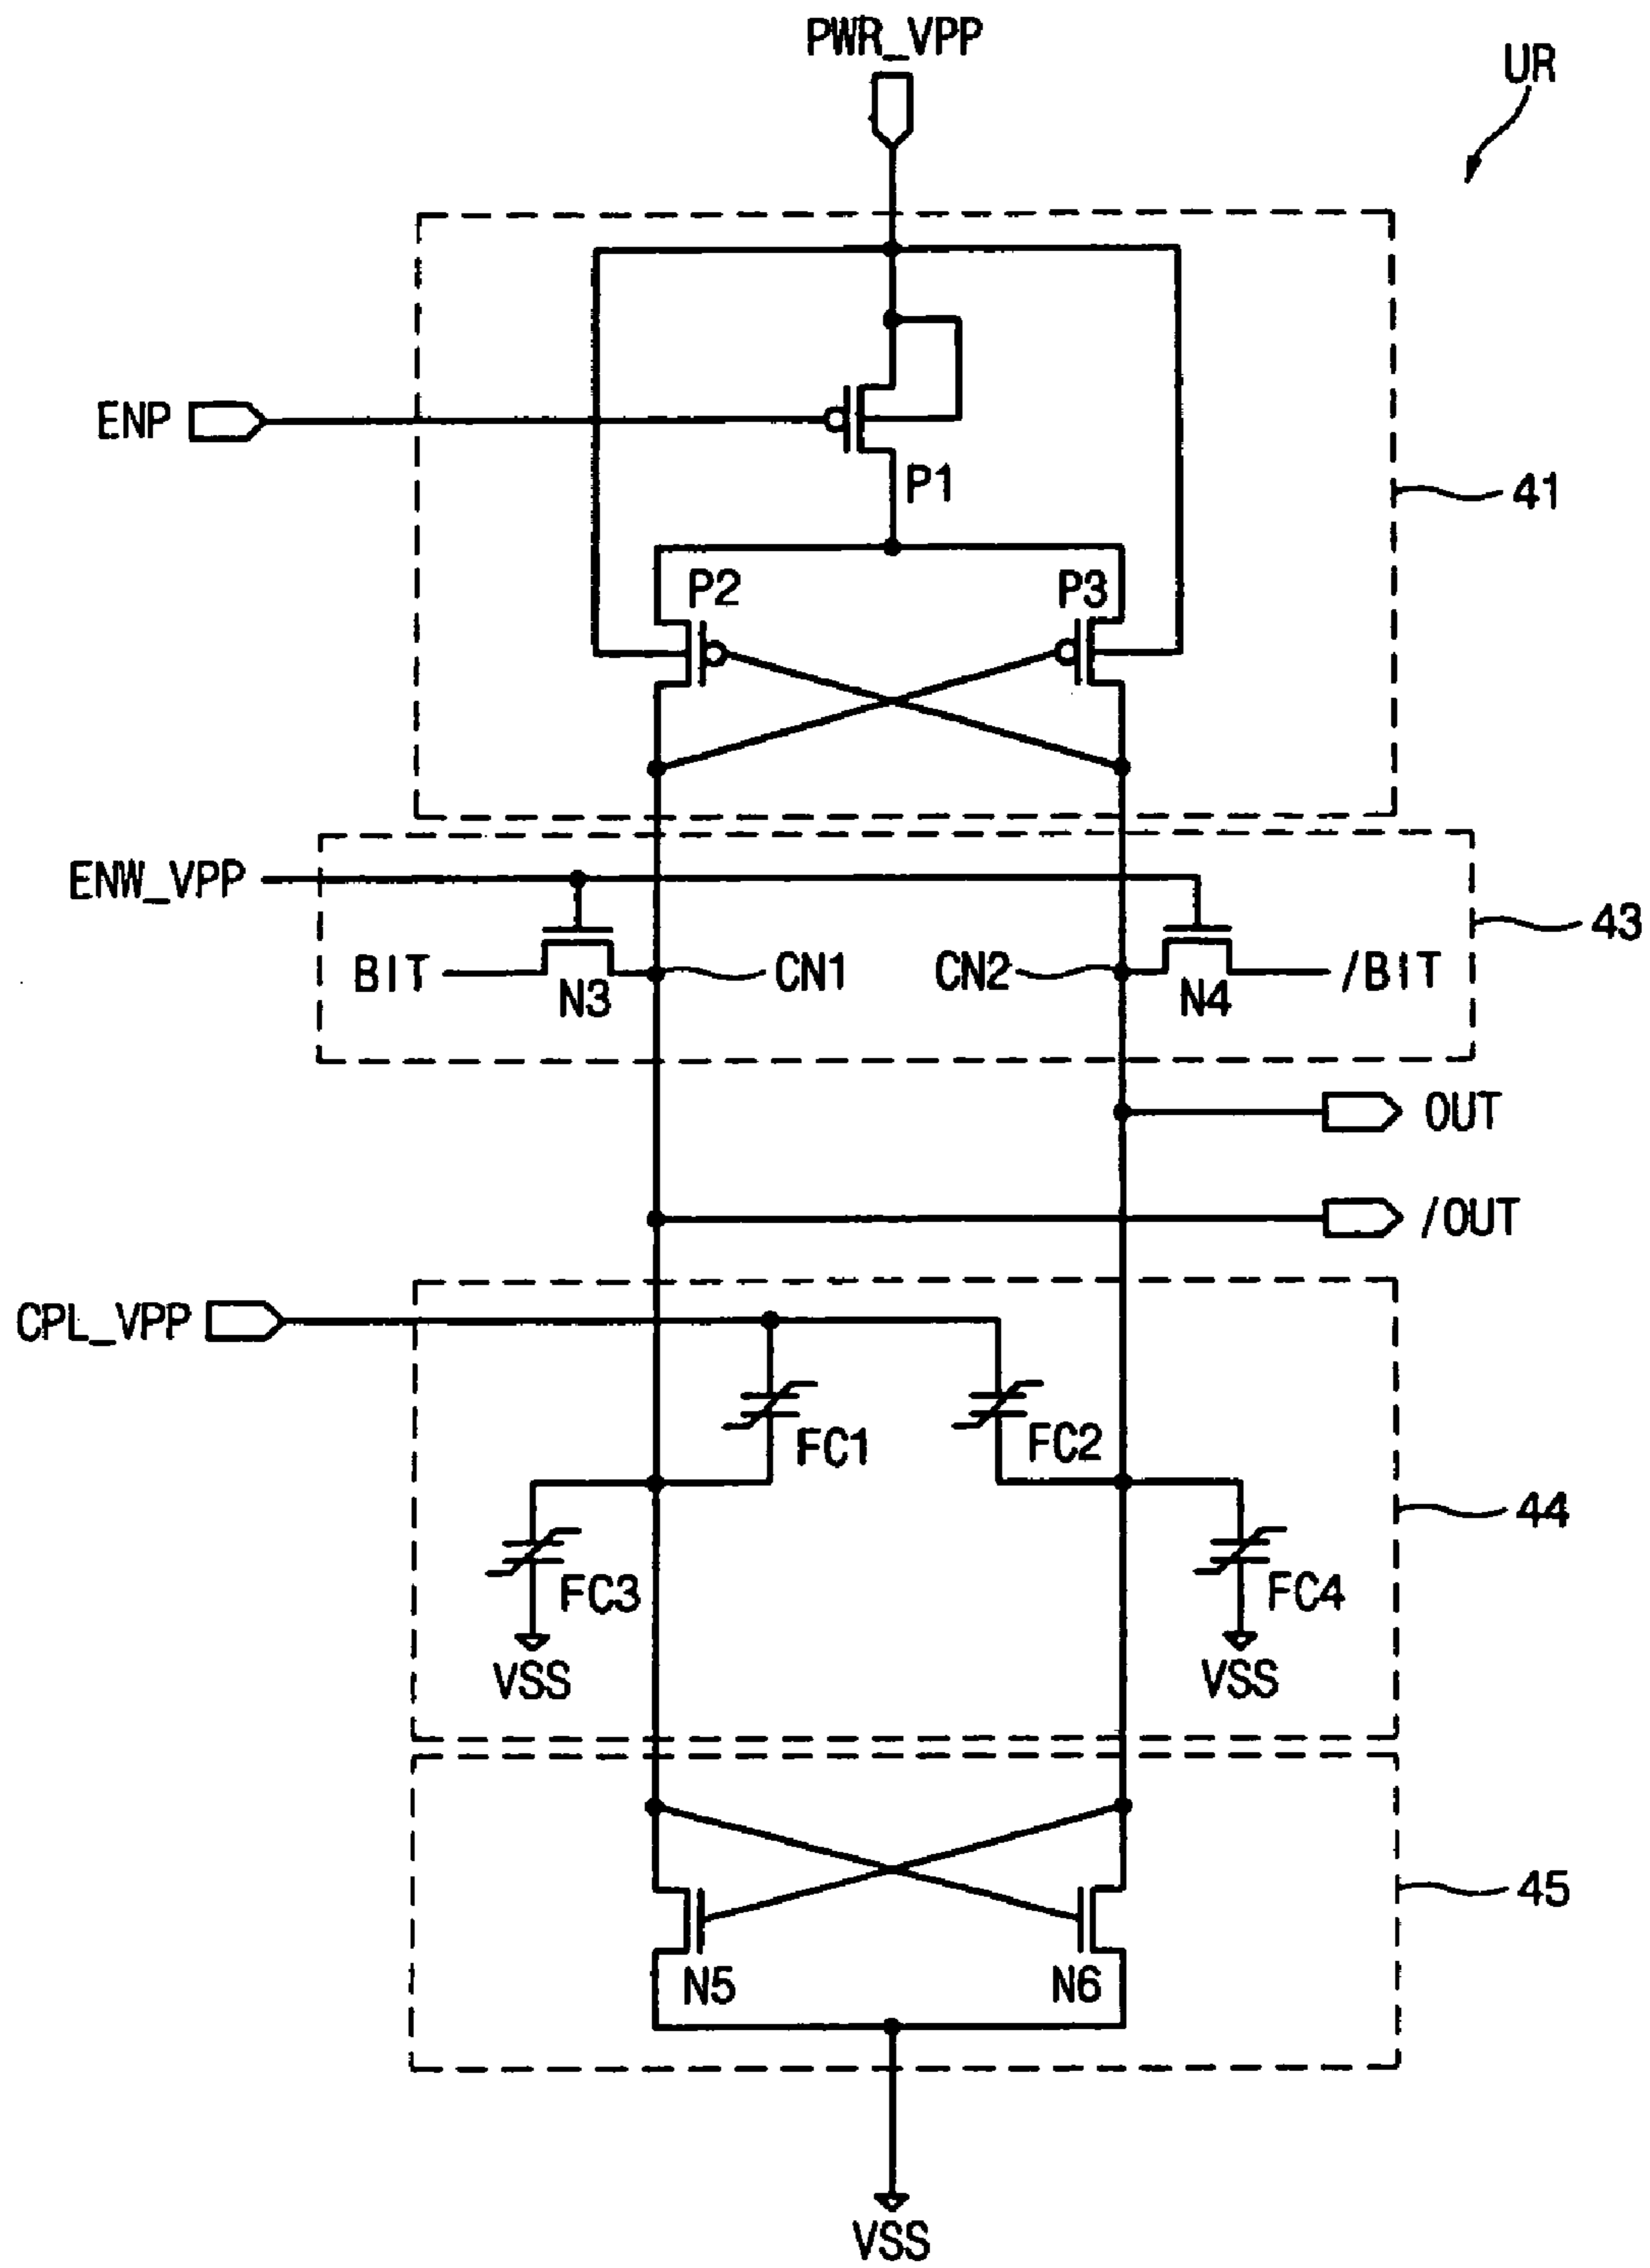 PWR_VPP
UR
ENP
P1
41
P2
P3
ENW_VPP
43
BIT
N3
CN1
CN2
N4
/BIT
OUT
/OUT
CPL_VPP
FC1
FC2
44
FC3
FC4
VSS
VSS
45
N5
N6
VSS